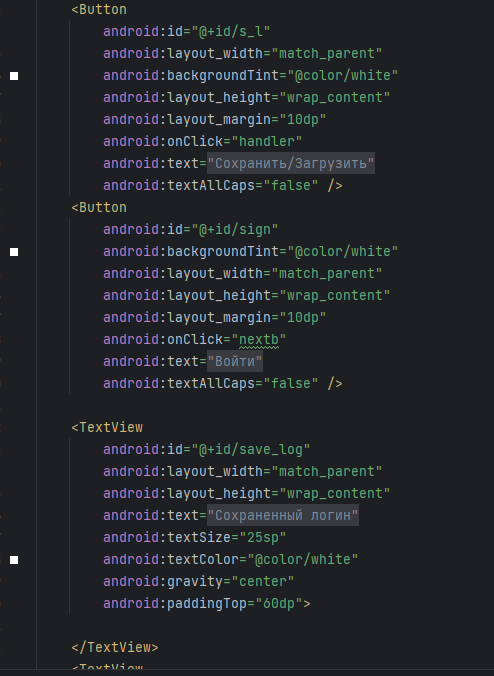 <Button
android:id="@+id/s_l"
android:layout_width="match_parent"
android:backgroundTint="@color/white"
android:layout_height="wrap_content"
android:layout_margin="10dp"
android:onClick="handler"
android:text="Сохранить/Загрузить"
android:textAllCaps="false" />
<Button
android:id="@+id/sign"
android:backgroundTint="@color/white"
android:layout_width="match_parent"
android:layout_height="wrap_content"
android:layout_margin="10dp"
android:onClick="nextb"
android:text="Войти"
android:textAllCaps="false" />
<TextView
android:id="@+id/save_log"
android:layout_width="match_parent"
android:layout_height="wrap_content"
android:text="Сохраненный логин"
android:textSize="25sp"
android:textColor="@color/white"
android:gravity="center"
android:paddingTop="60dp">
</TextView>
<TextView